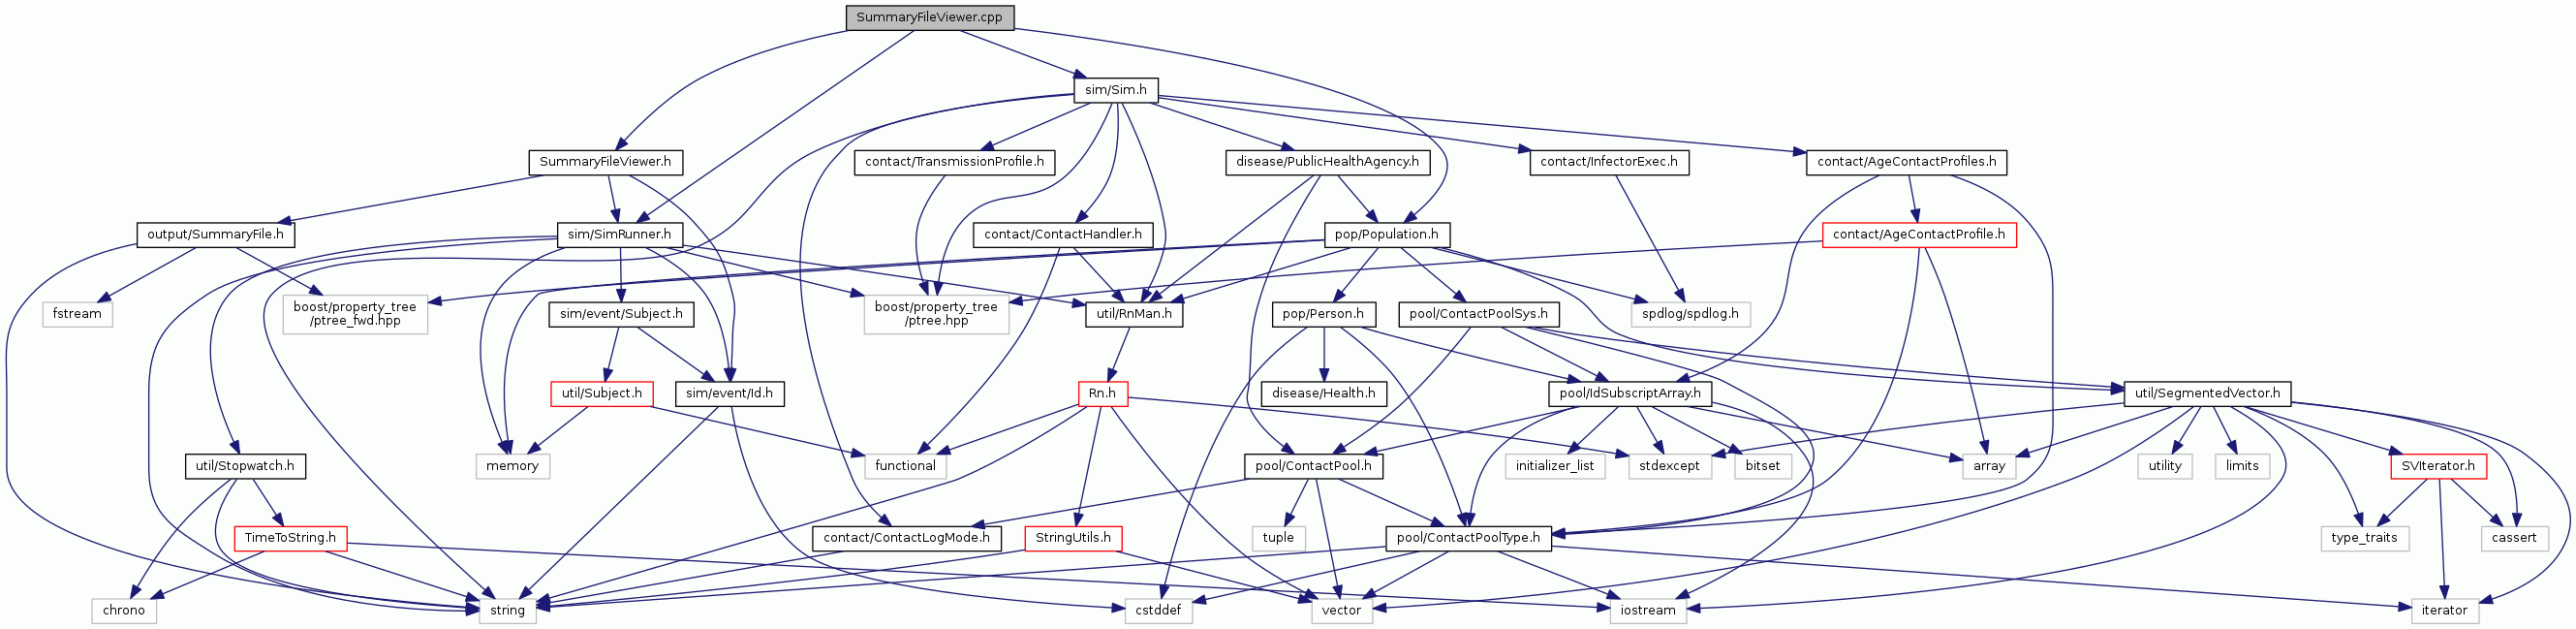 SummaryFileViewer.cpp
sim/Sim.h
SummaryFileViewer.h
contact/TransmissionProfile.h
disease/PublicHealthAgency.h
contact/InfectorExec.h
contact/AgeContactProfiles.h
output/SummaryFile.h
sim/SimRunner.h
contact/ContactHandler.h
pop/Population.h
contact/AgeContactProfile.h
fstream
boost/property_tree
/ptree_fwd.hpp
sim/event/Subject.h
boost/property_tree
/ptree.hpp
util/RnMan.h
pop/Person.h
pool/ContactPoolSys.h
spdlog/spdlog.h
util/Subject.h
sim/event/Id.h
Rn.h
disease/Health.h
pool/IdSubscriptArray.h
util/SegmentedVector.h
util/Stopwatch.h
memory
functional
pool/ContactPool.h
initializer_list
stdexcept
bitset
array
utility
limits
SVIterator.h
TimeToString.h
contact/ContactLogMode.h
StringUtils.h
tuple
pool/ContactPoolType.h
type_traits
cassert
chrono
string
cstddef
vector
iostream
iterator